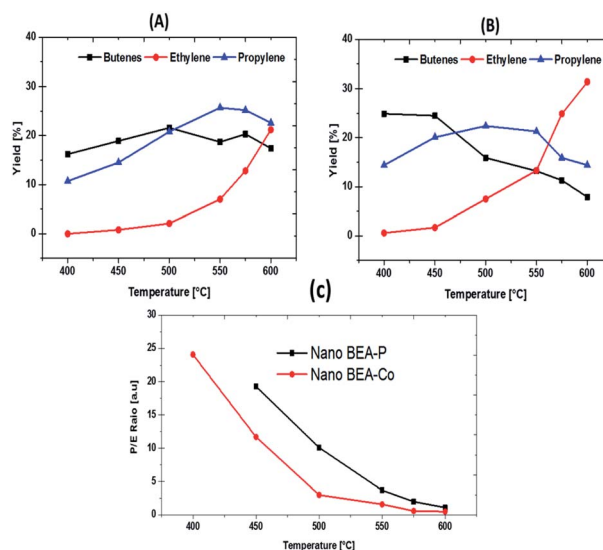 (A)
Butenes Ethylene Propylene
Yield [%]
40
30
20
10
0
400 450 500 550 600
Temperature [°C]
(B)
Butenes Ethylene Propylene
Yield [%]
40
30
20
10
0
400 450 500 550 600
Temperature [°C]
(c)
Nano BEA-P
Nano BEA-Co
P/E Raio [a.u]
30
25
20
15
10
5
0
400 450 500 550 600
Temperature [°C]